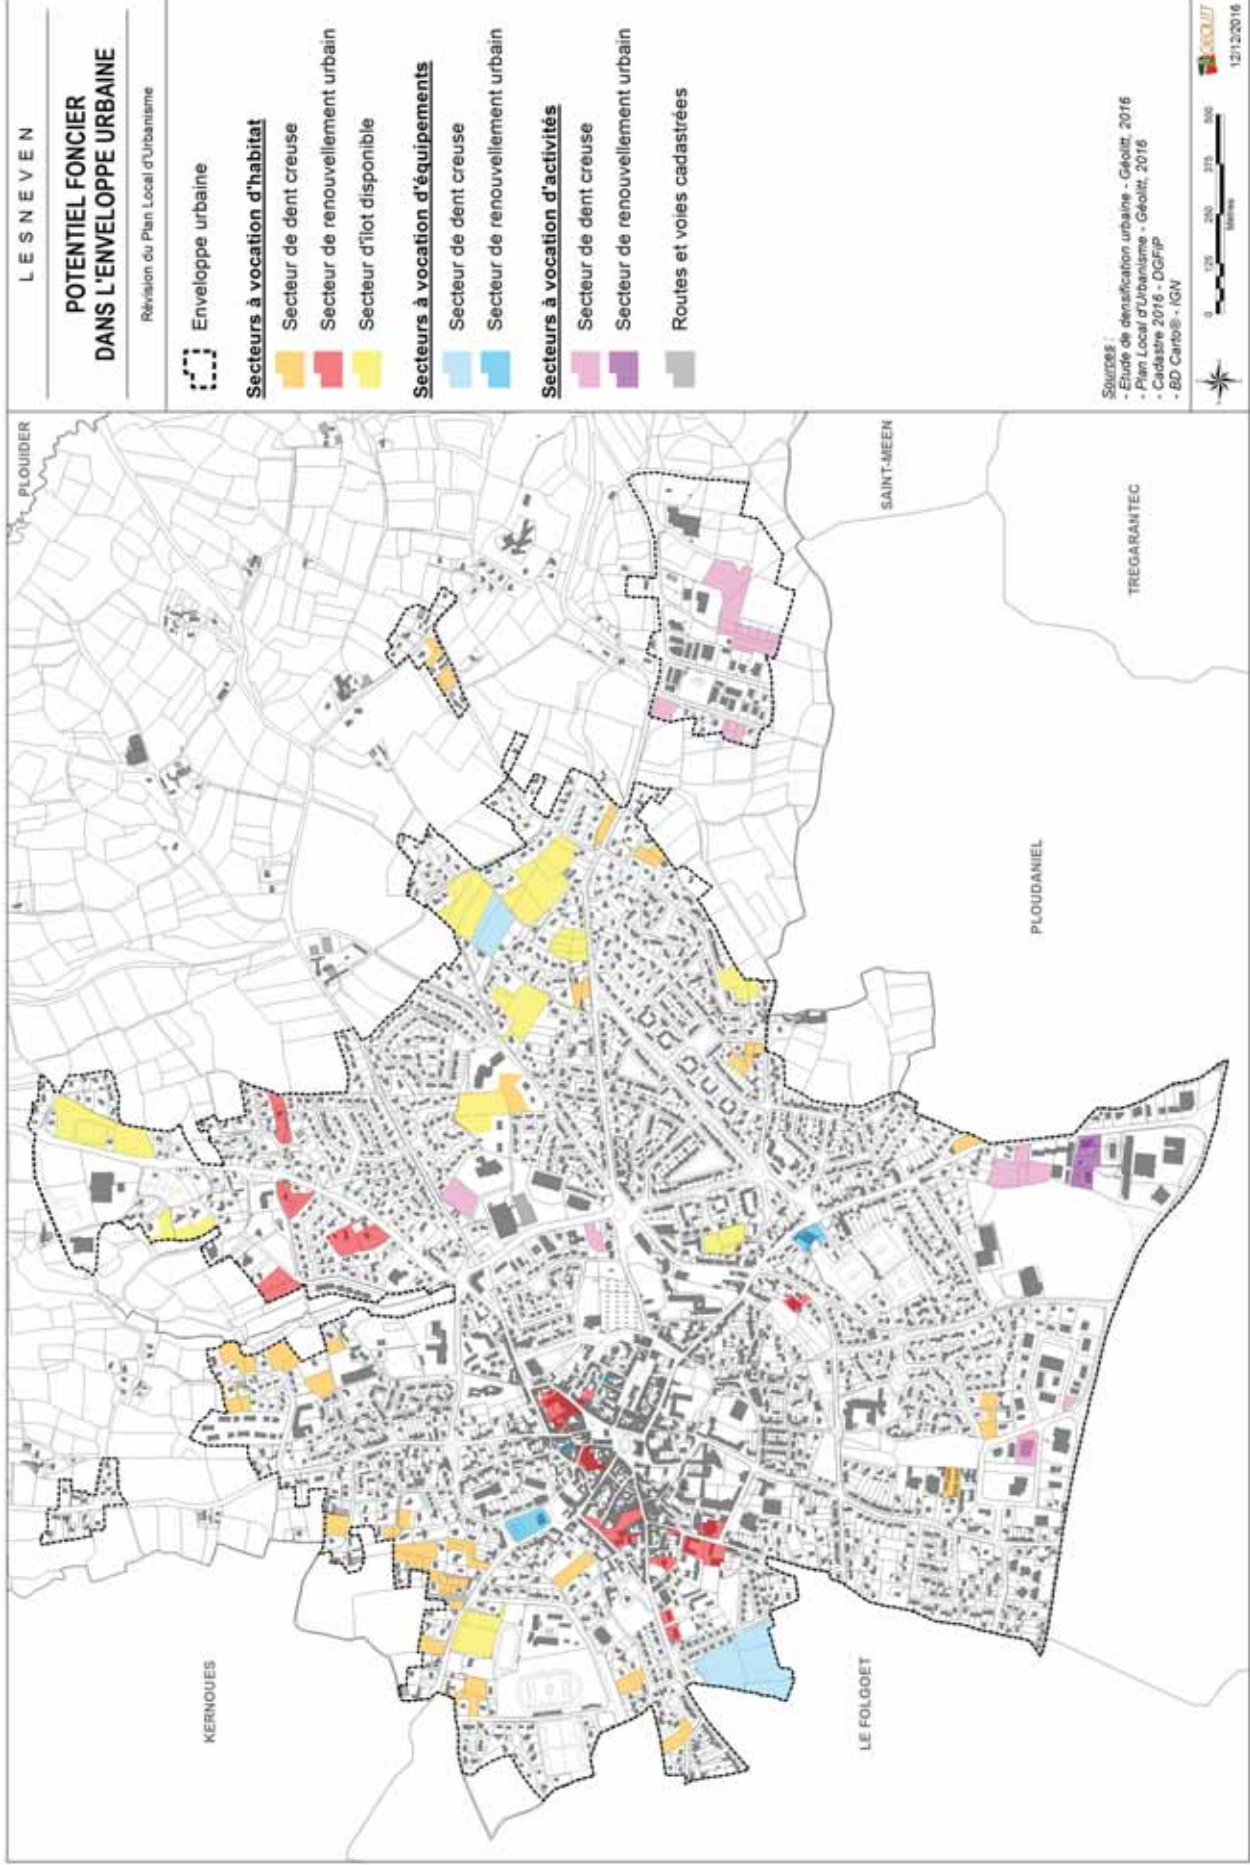 LESNEVEN
POTENTIEL FONCIER
DANS L'ENVELOPPE URBAINE
Révision du Plan Local d'Urbanisme
Enveloppe urbaine
Secteurs à vocation d'habitat
Secteur de dent creuse
Secteur de renouvellement urbain
Secteur d'îlot disponible
Secteurs à vocation d'équipements
Secteur de dent creuse
Secteur de renouvellement urbain
Secteurs à vocation d'activités
Secteur de dent creuse
Secteur de renouvellement urbain
Routes et voies cadastrées
Sources :
- Etude de densification urbaine - Géolitt, 2016
- Plan Local d'Urbanisme - Géolitt, 2016
- Cadastre 2016 - DGFiP
- BD Carto® - IGN
0 125 250 375 500
Mètres
GEOLITT
12/12/2016
PLOUIDER
KERNOUES
SAINT-MEEN
TREGARANTEC
PLOUDANIEL
LE FOLGOET